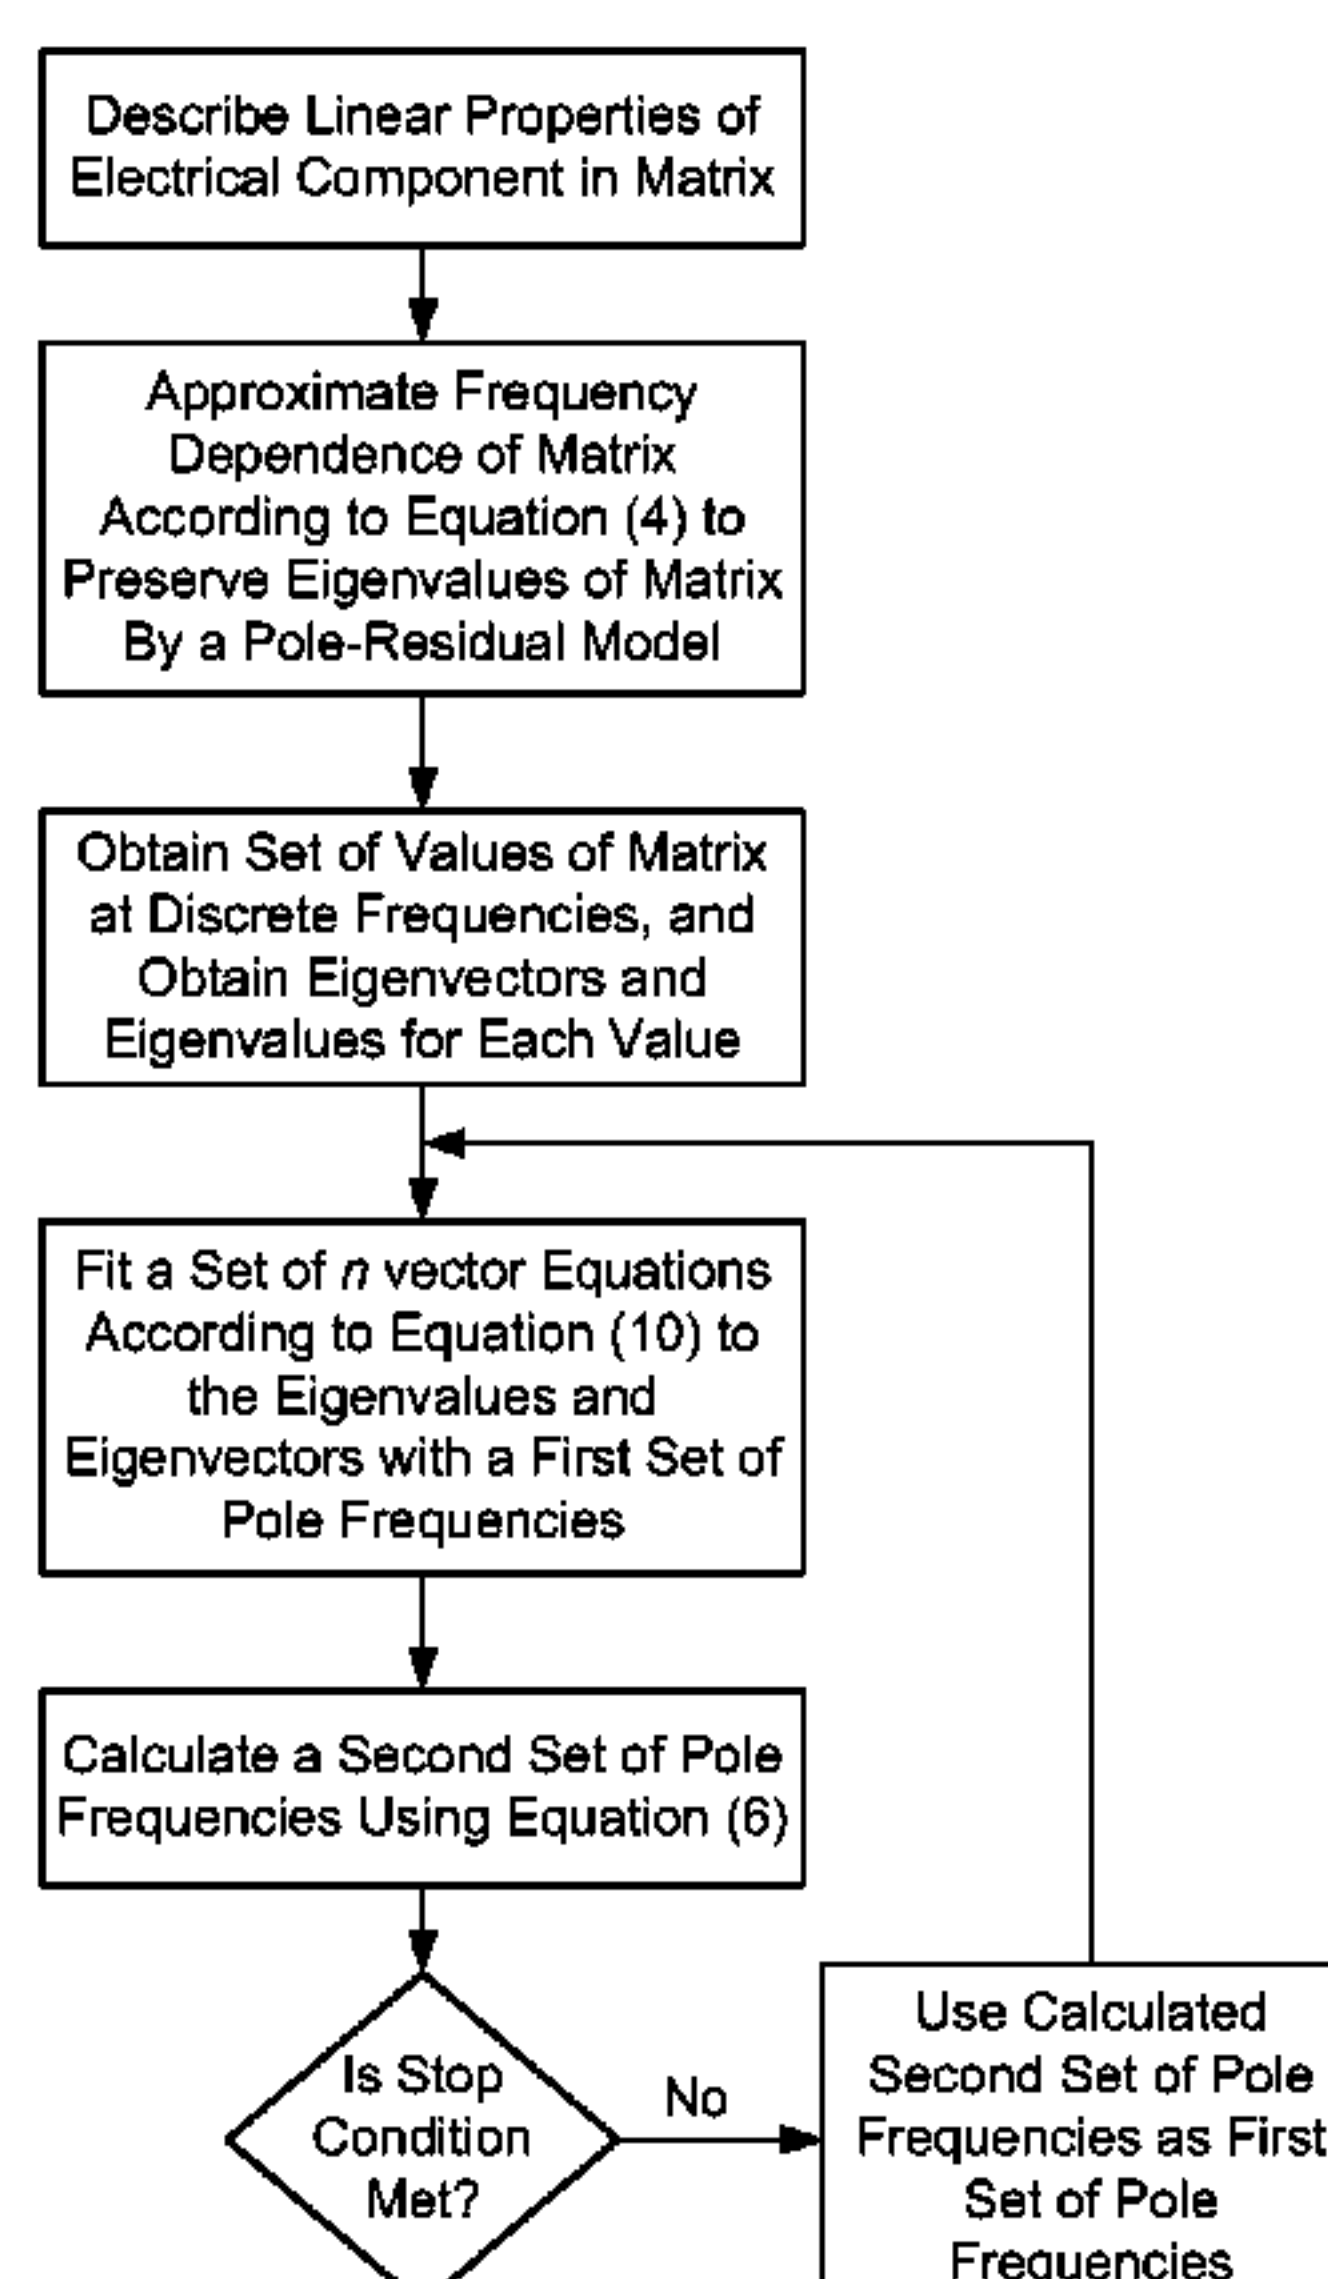 Describe Linear Properties of
Electrical Component in Matrix
Approximate Frequency
Dependence of Matrix
According to Equation (4) to
Preserve Eigenvalues of Matrix
By a Pole-Residual Model
Obtain Set of Values of Matrix
at Discrete Frequencies, and
Obtain Eigenvectors and
Eigenvalues for Each Value
Fit a Set of n vector Equations
According to Equation (10) to
the Eigenvalues and
Eigenvectors with a First Set of
Pole Frequencies
Calculate a Second Set of Pole
Frequencies Using Equation (6)
Is Stop
Condition
Met?
No
Use Calculated
Second Set of Pole
Frequencies as First
Set of Pole
Frequencies